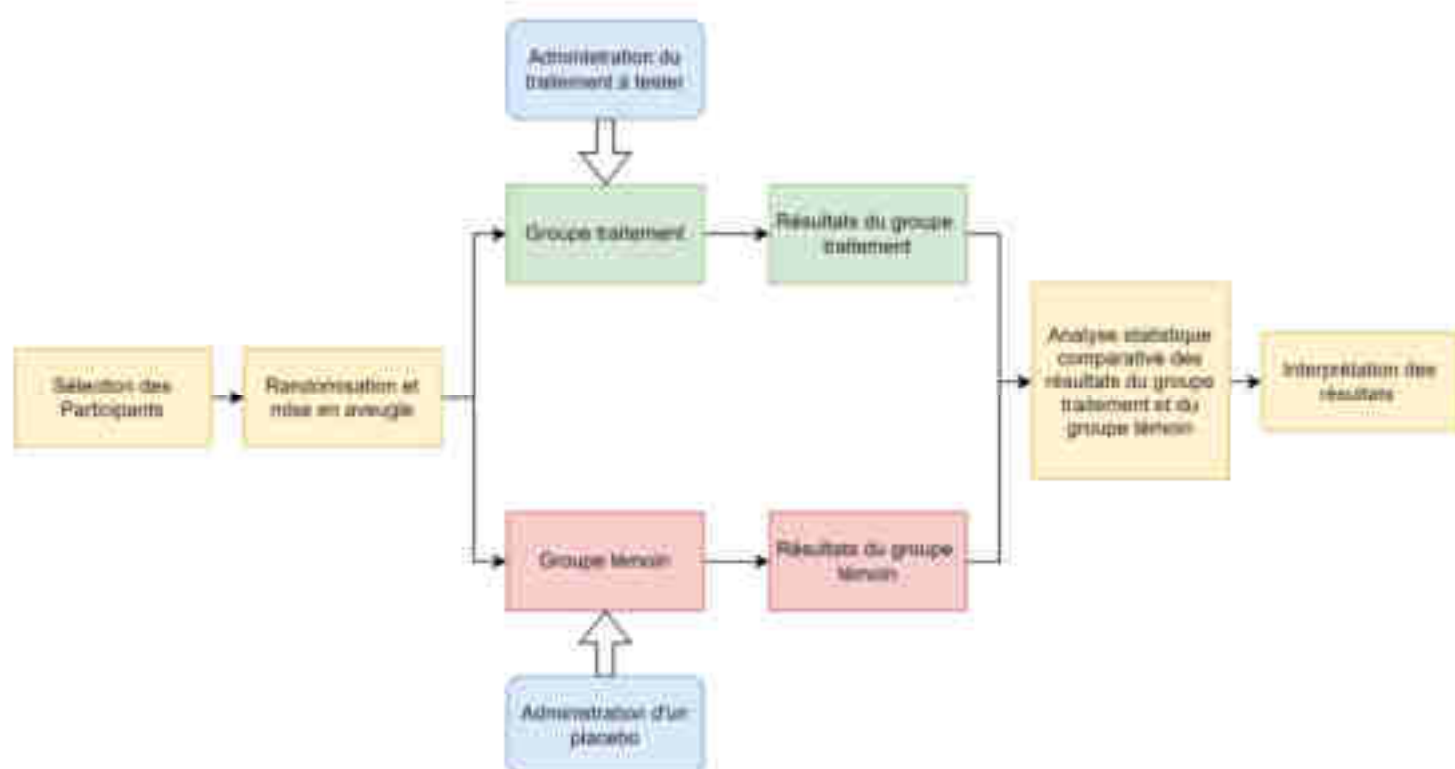 Administration du
traitement à tester
Groupe traitement
Résultats du groupe
traitement
Sélection des
Participants
Randomisation et
mise en aveugle
Analyse statistique
comparative des
résultats du groupe
traitement et du
groupe témoin
Interprétation des
résultats
Groupe témoin
Résultats du groupe
témoin
Administration d'un
placebo